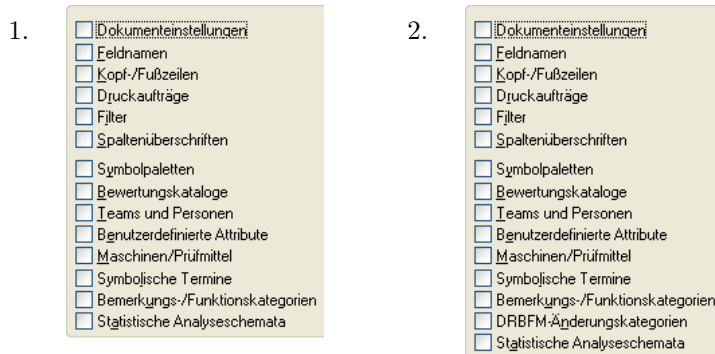 1.
Dokumenteinstellungen
Feldnamen
Kopf-/Fußzeilen
Druckaufträge
Filter
Spaltenüberschriften
Symbolpaletten
Bewertungskataloge
Teams und Personen
Benutzerdefinierte Attribute
Maschinen/Prüfmittel
Symbolische Termine
Bemerkungs-/Funktionskategorien
Statistische Analyseschemata
2.
Dokumenteinstellungen
Feldnamen
Kopf-/Fußzeilen
Druckaufträge
Filter
Spaltenüberschriften
Symbolpaletten
Bewertungskataloge
Teams und Personen
Benutzerdefinierte Attribute
Maschinen/Prüfmittel
Symbolische Termine
Bemerkungs-/Funktionskategorien
DRBFM-Änderungskategorien
Statistische Analyseschemata